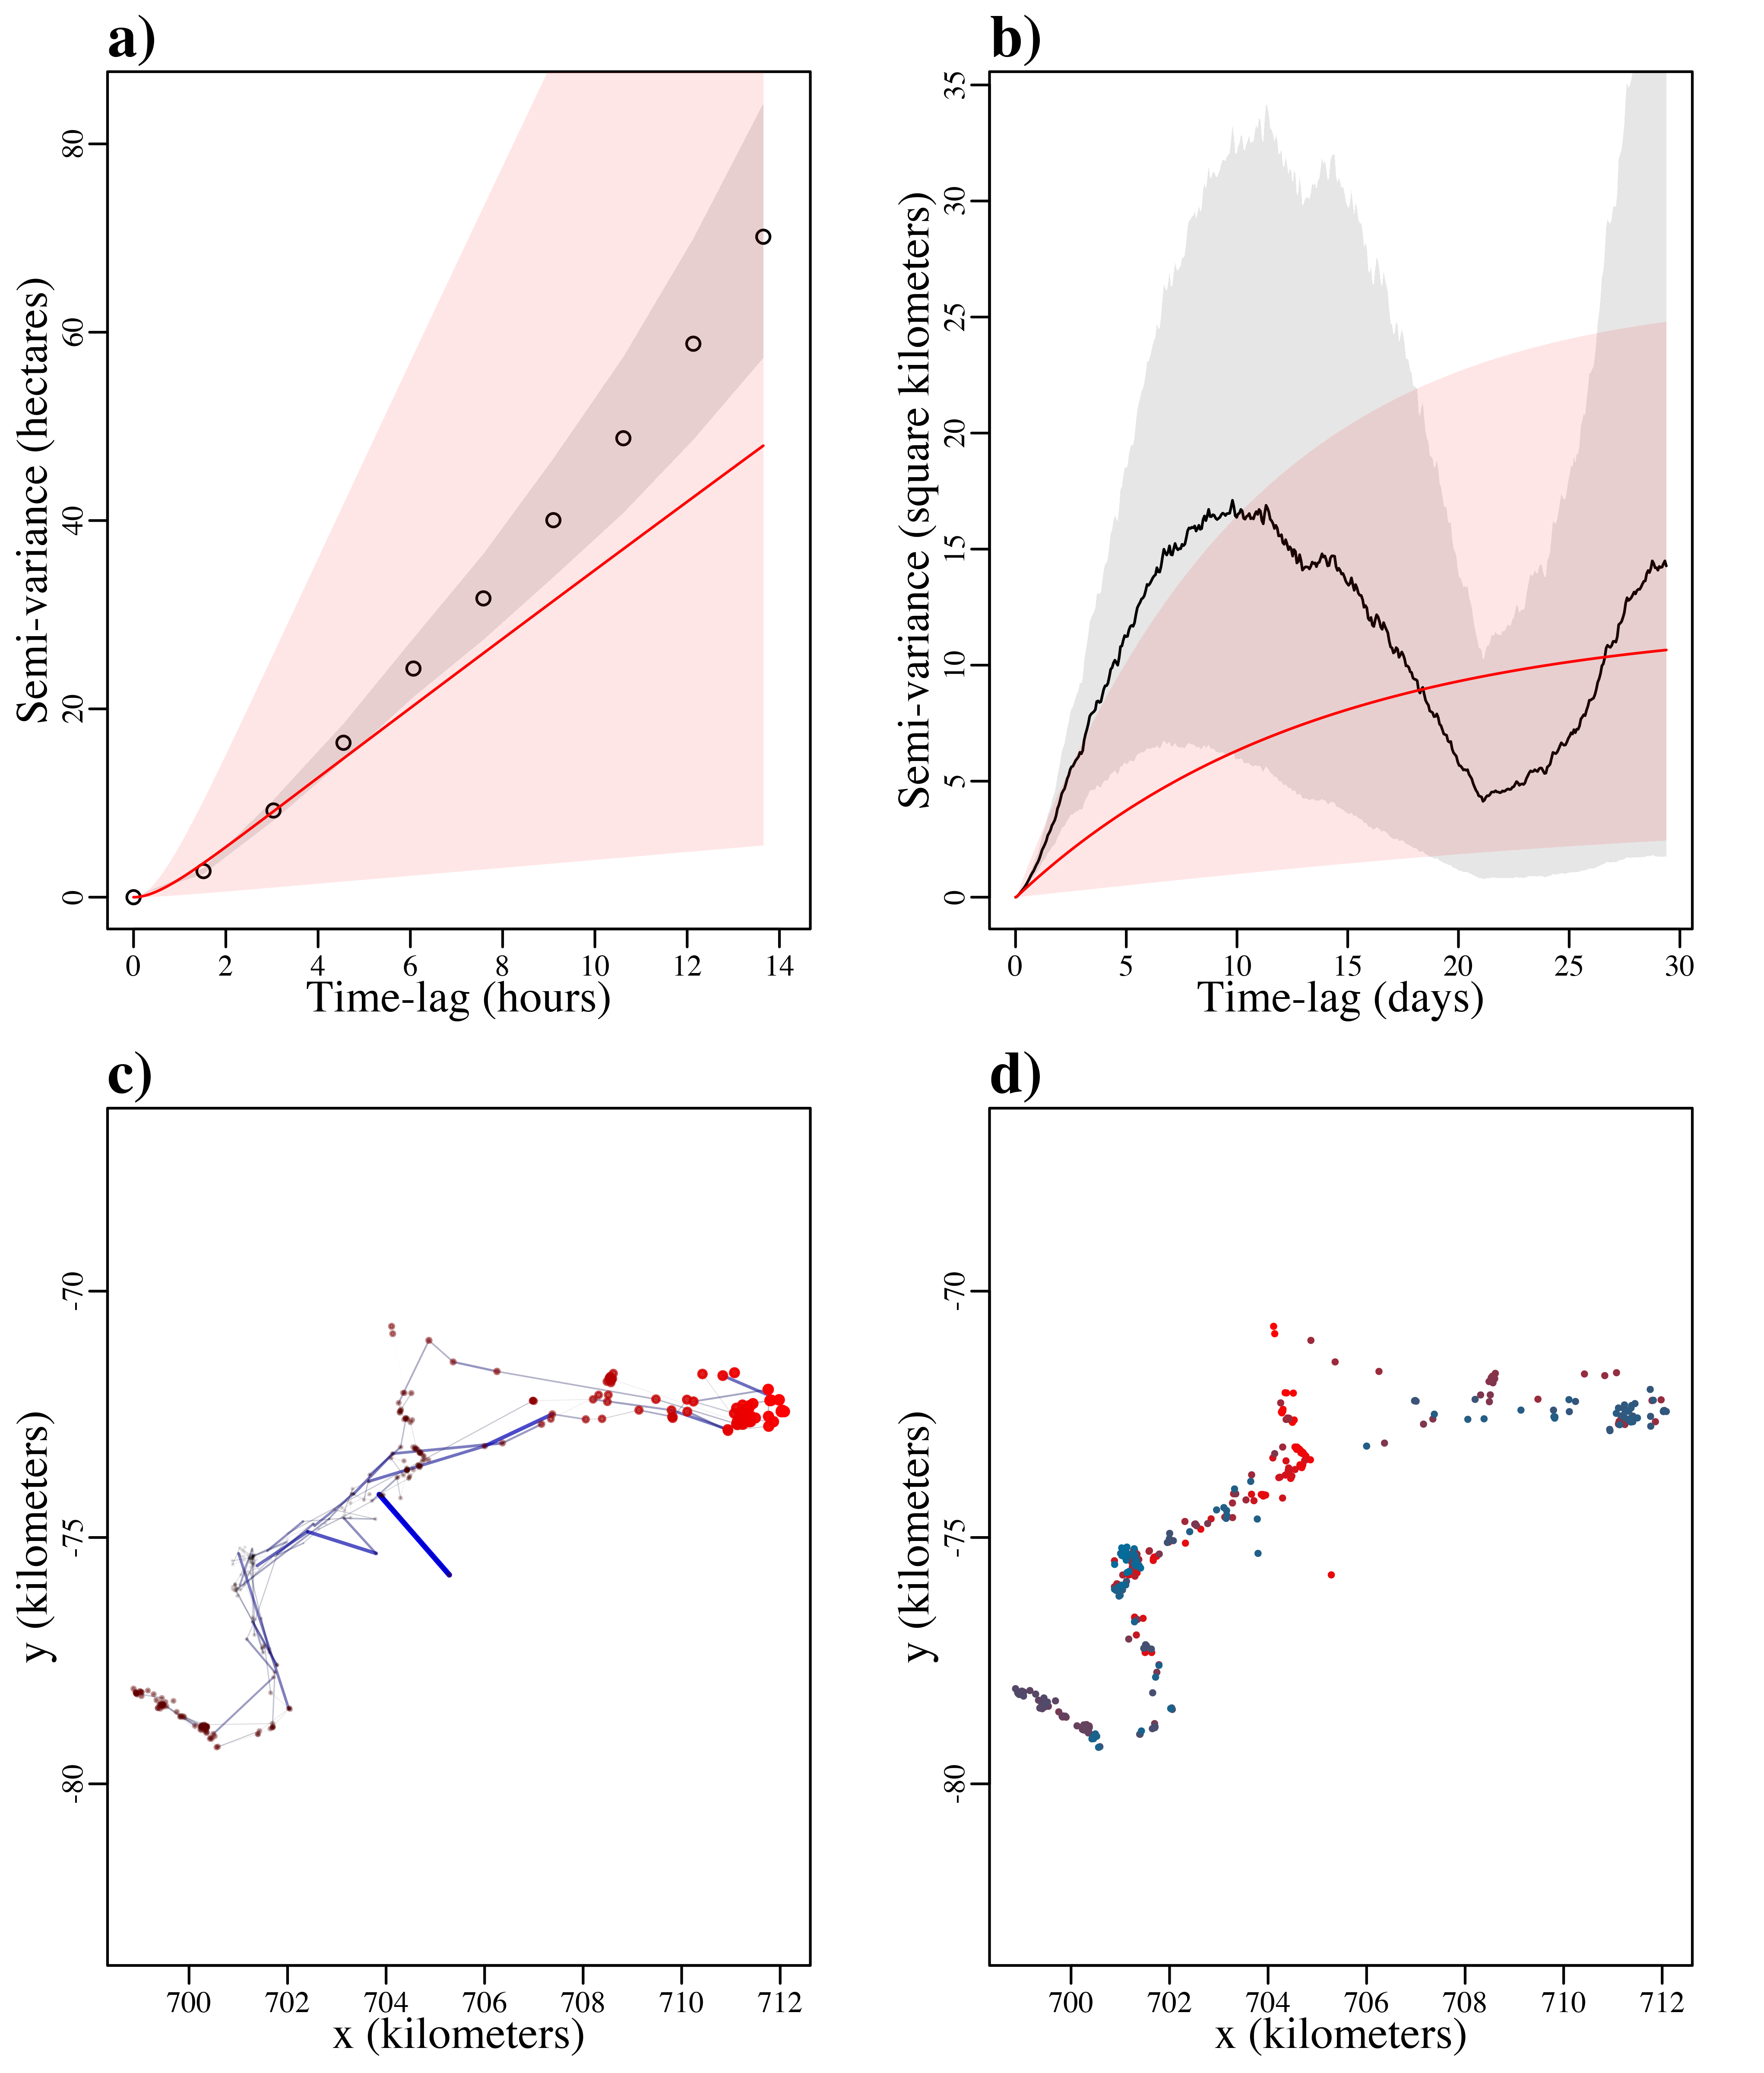 a)
Semi-variance (hectares)
80
60
40
20
0
0 2 4 6 8 10 12 14
Time-lag (hours)
b)
Semi-variance (square kilometers)
35
30
25
20
15
10
5
0
0 5 10 15 20 25 30
Time-lag (days)
c)
y (kilometers)
-70
-75
-80
700 702 704 706 708 710 712
x (kilometers)
d)
y (kilometers)
-70
-75
-80
700 702 704 706 708 710 712
x (kilometers)